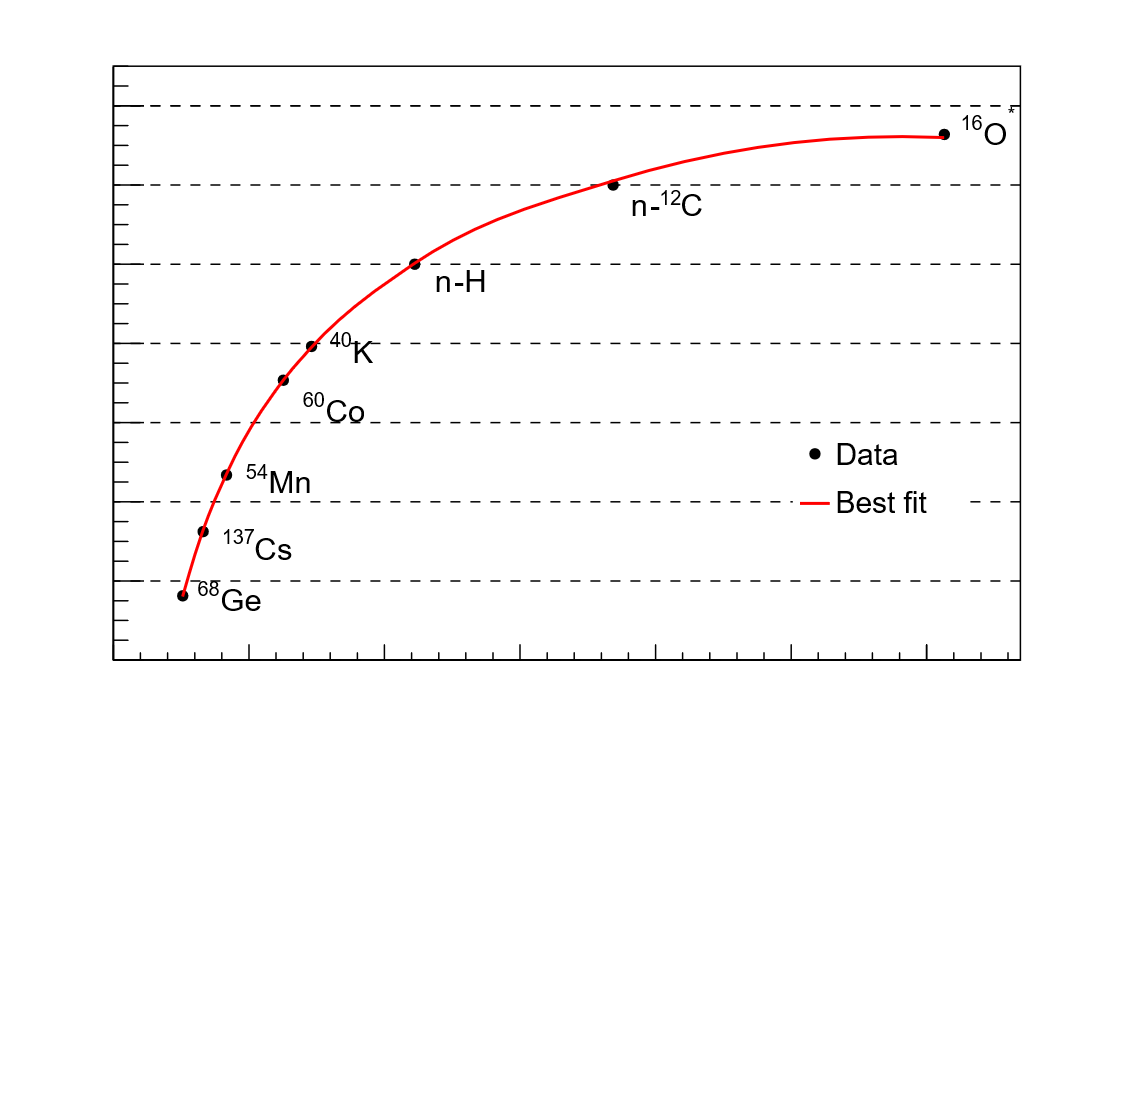 ¹⁶O*
n-¹²C
n-H
⁴⁰K
⁶⁰Co
Data
⁵⁴Mn
Best fit
¹³⁷Cs
⁶⁸Ge